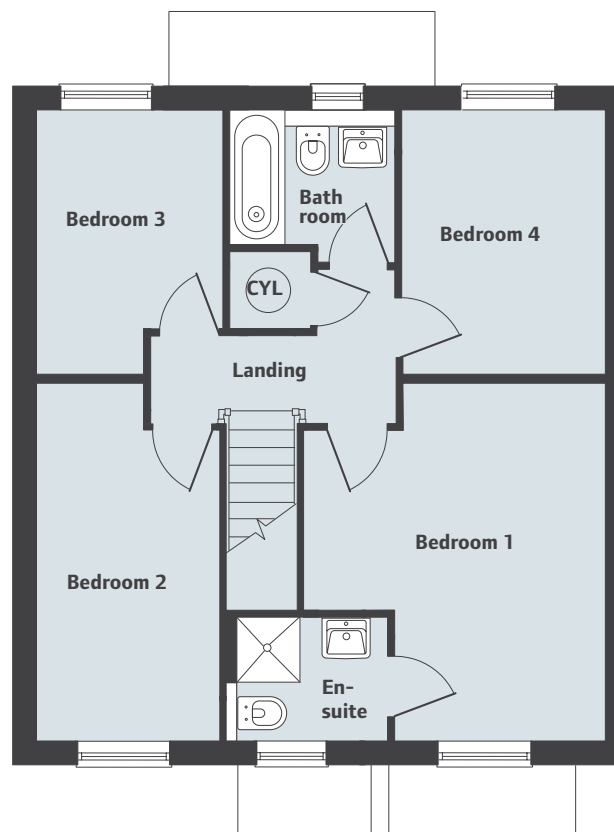 Bedroom 3
Bath
room
Bedroom 4
CYL
Landing
Bedroom 1
Bedroom 2
En-
suite